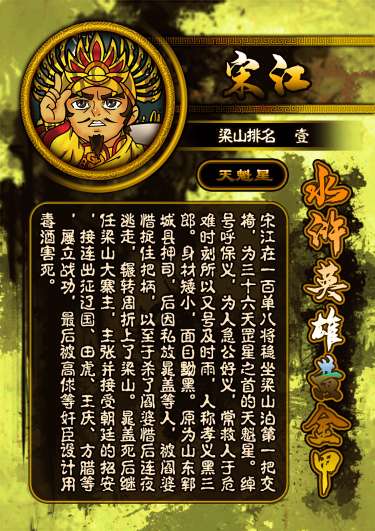 宋江
梁山排名 壹
天魁星
水浒英雄黄金甲
宋江在一百单八将稳坐梁山泊第一把交
椅，为三十六天罡星之首的天魁星。绰
号呼保义，为人急公好义，常救人于危
难时刻所以又号及时雨，人称孝义黑三
郎。身材矮小，面目黝黑。原为山东郓
城县押司，后因私放晁盖等人，被阎婆
惜捉住把柄，以至于杀了阎婆惜后连夜
逃走，辗转周折上了梁山。晁盖死后继
任梁山大寨主，主张并接受朝廷的招安
，接连出征辽国、田虎、王庆、方腊等
，屡立战功，最后被高俅等奸臣设计用
毒酒害死。